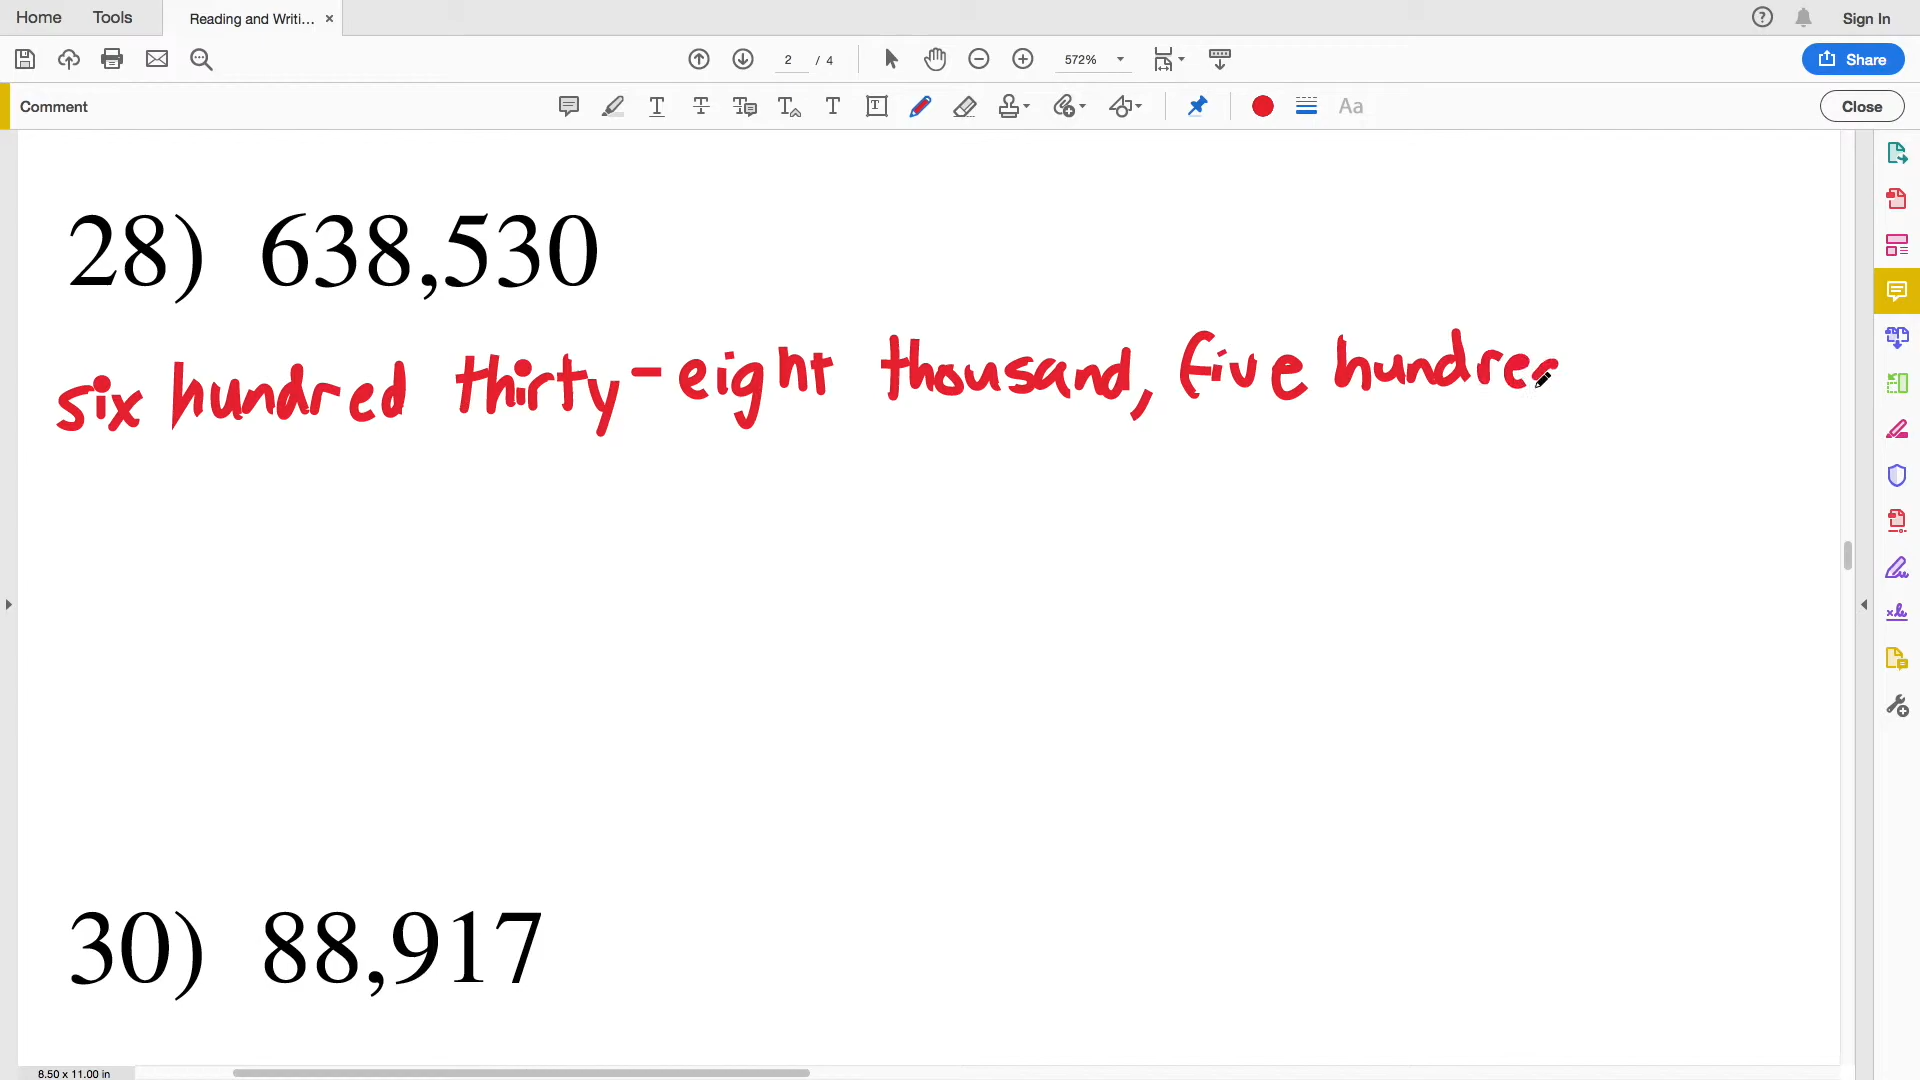 Home Tools Reading and Writi... × Sign In
2 / 4 572% Share
Comment Aa Close
28) 638,530
six hundred thirty-eight thousand, five hundre
30) 88,917
8.50 x 11.00 in